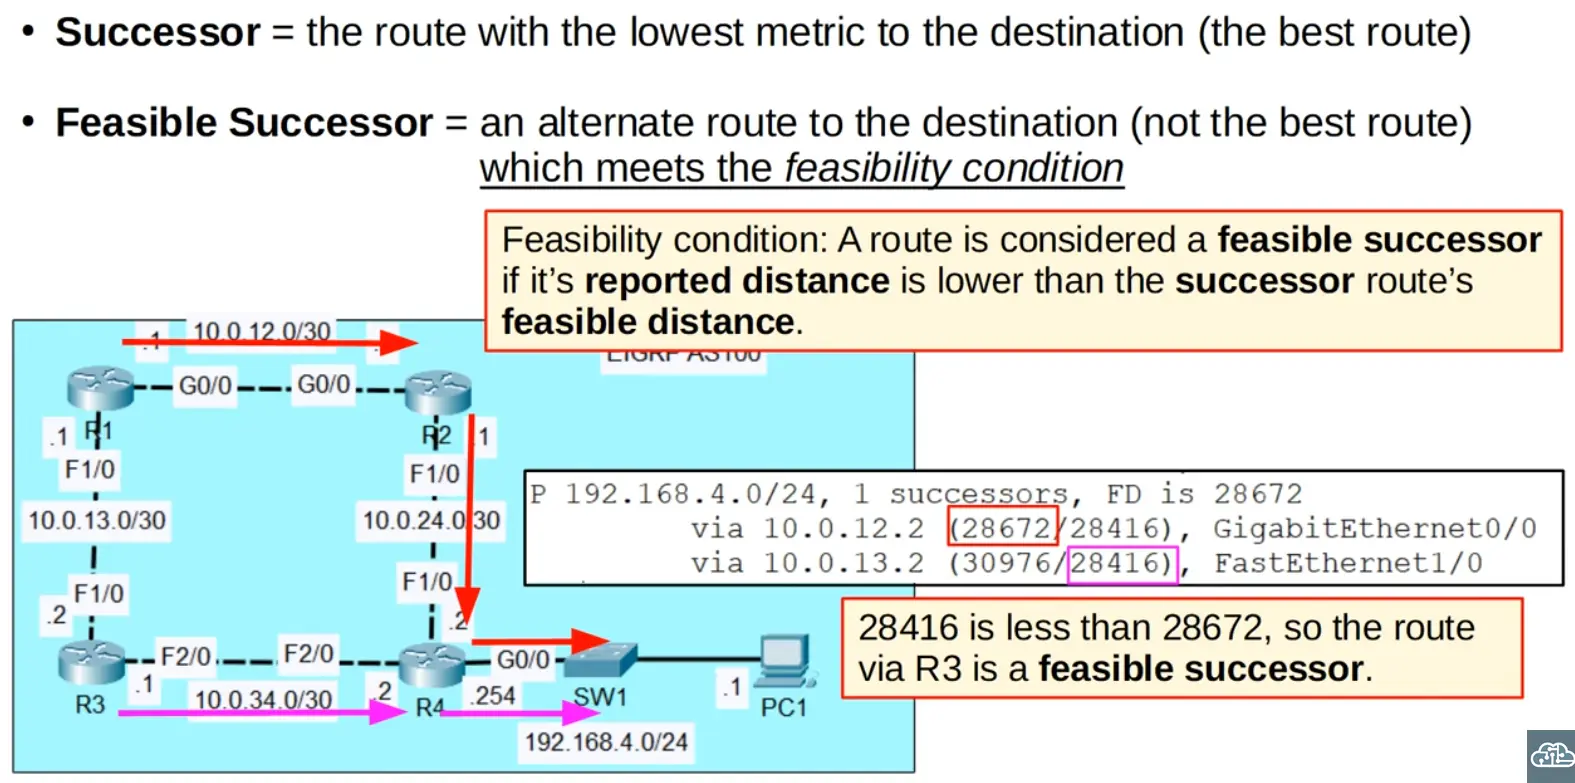 • Successor = the route with the lowest metric to the destination (the best route)
• Feasible Successor = an alternate route to the destination (not the best route)
which meets the feasibility condition
Feasibility condition: A route is considered a feasible successor
if it's reported distance is lower than the successor route's
feasible distance.
EIGRP AS100
.1
10.0.12.0/30
G0/0
G0/0
R1
R2
.1
.1
F1/0
F1/0
10.0.13.0/30
10.0.24.0/30
F1/0
F1/0
.2
.2
P 192.168.4.0/24, 1 successors, FD is 28672
via 10.0.12.2 (28672/28416), GigabitEthernet0/0
via 10.0.13.2 (30976/28416), FastEthernet1/0
28416 is less than 28672, so the route
via R3 is a feasible successor.
F2/0
F2/0
G0/0
R3
.1
10.0.34.0/30
.2
R4
.254
SW1
.1
PC1
192.168.4.0/24